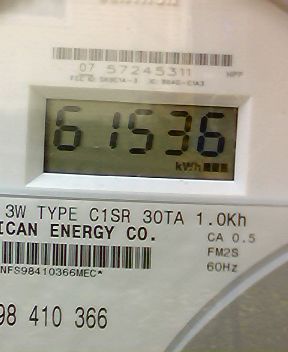 07 57245311
61536
kWh
3W TYPE C1SR 30TA 1.0Kh
ICAN ENERGY CO.
CA 0.5
FM2S
60Hz
NFS98410366MEC*
98 410 366